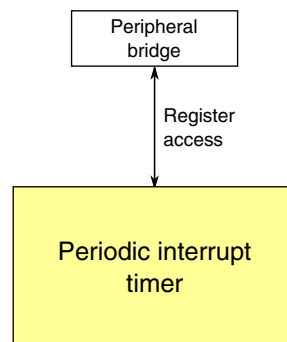 Peripheral
bridge
Register
access
Periodic interrupt
timer